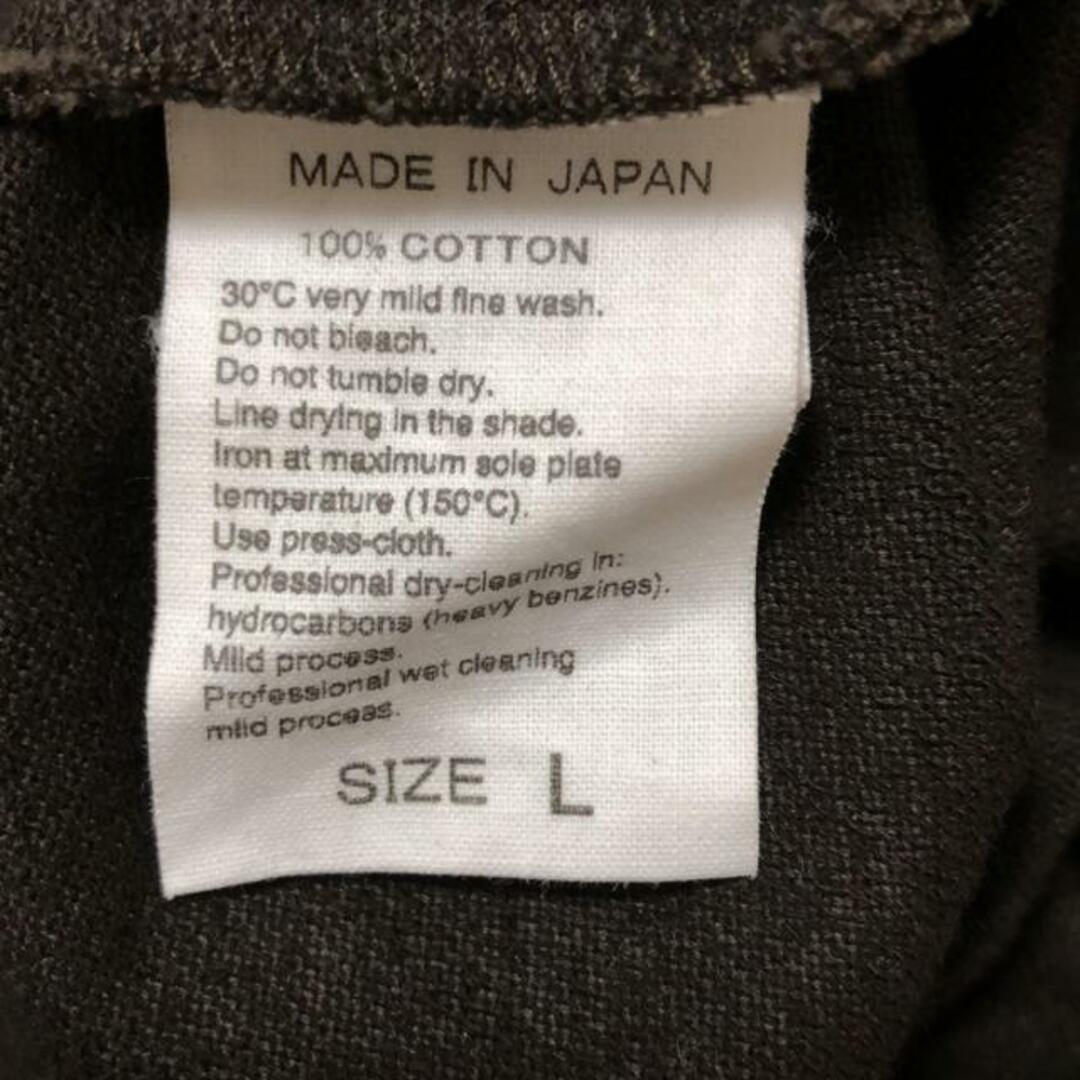 MADE IN JAPAN
100% COTTON
30°C very mild fine wash.
Do not bleach.
Do not tumble dry.
Line drying in the shade.
Iron at maximum sole plate
temperature (150°C).
Use press-cloth.
Professional dry-cleaning in:
hydrocarbons (heavy benzines).
Mild process.
Professional wet cleaning
mild process.
SIZE L